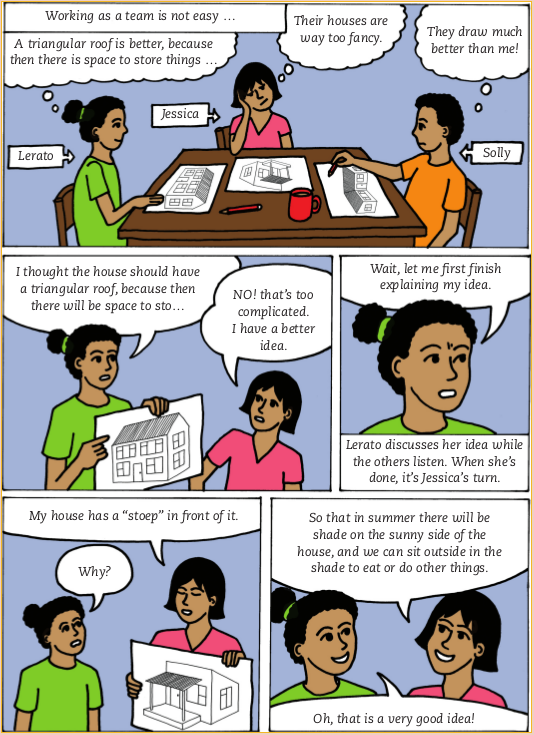 Working as a team is not easy …
A triangular roof is better, because
then there is space to store things …
Their houses are
way too fancy.
They draw much
better than me!
Jessica
Lerato
Solly
I thought the house should have
a triangular roof, because then
there will be space to sto…
NO! that's too
complicated.
I have a better
idea.
Wait, let me first finish
explaining my idea.
Lerato discusses her idea while
the others listen. When she's
done, it's Jessica's turn.
My house has a “stoep” in front of it.
Why?
So that in summer there will be
shade on the sunny side of the
house, and we can sit outside in the
shade to eat or do other things.
Oh, that is a very good idea!